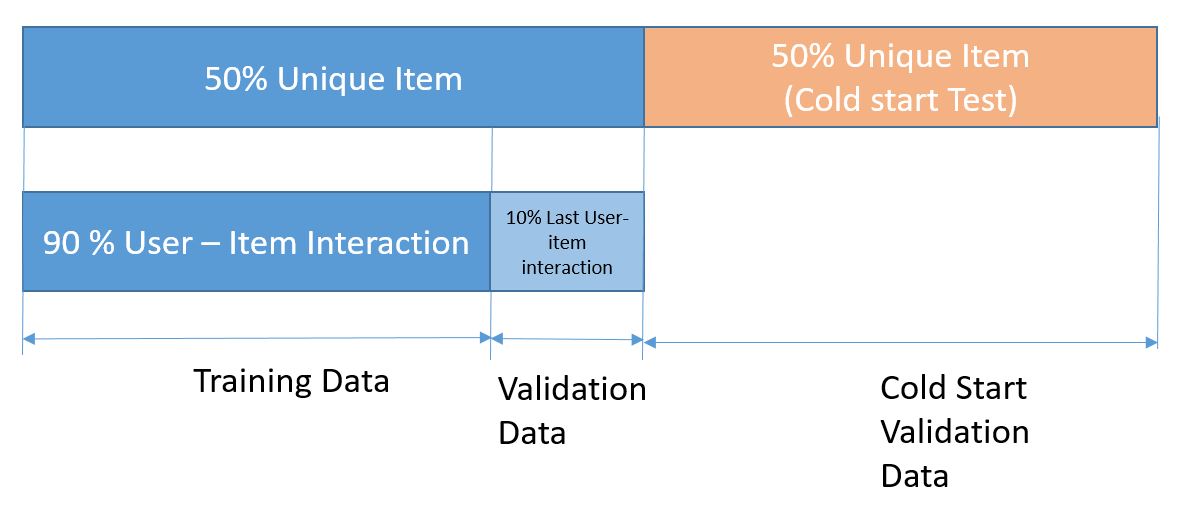 50% Unique Item
50% Unique Item
(Cold start Test)
90 % User – Item Interaction
10% Last User-
item
interaction
Training Data
Validation
Data
Cold Start
Validation
Data